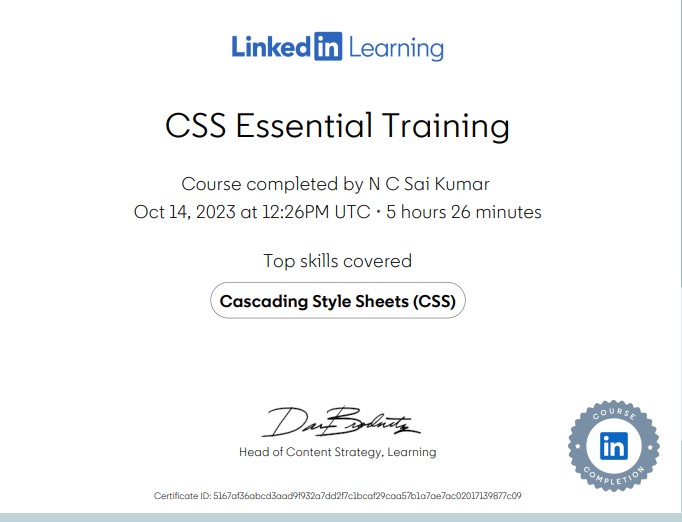 Linked in Learning
CSS Essential Training
Course completed by N C Sai Kumar
Oct 14, 2023 at 12:26PM UTC • 5 hours 26 minutes
Top skills covered
Cascading Style Sheets (CSS)
Head of Content Strategy, Learning
COURSE
in
COMPLETION
Certificate ID: 5167af36abcd3aad9f932a7dd2f7c1bcaf29caa57b1a7ae7ac02017139877c09